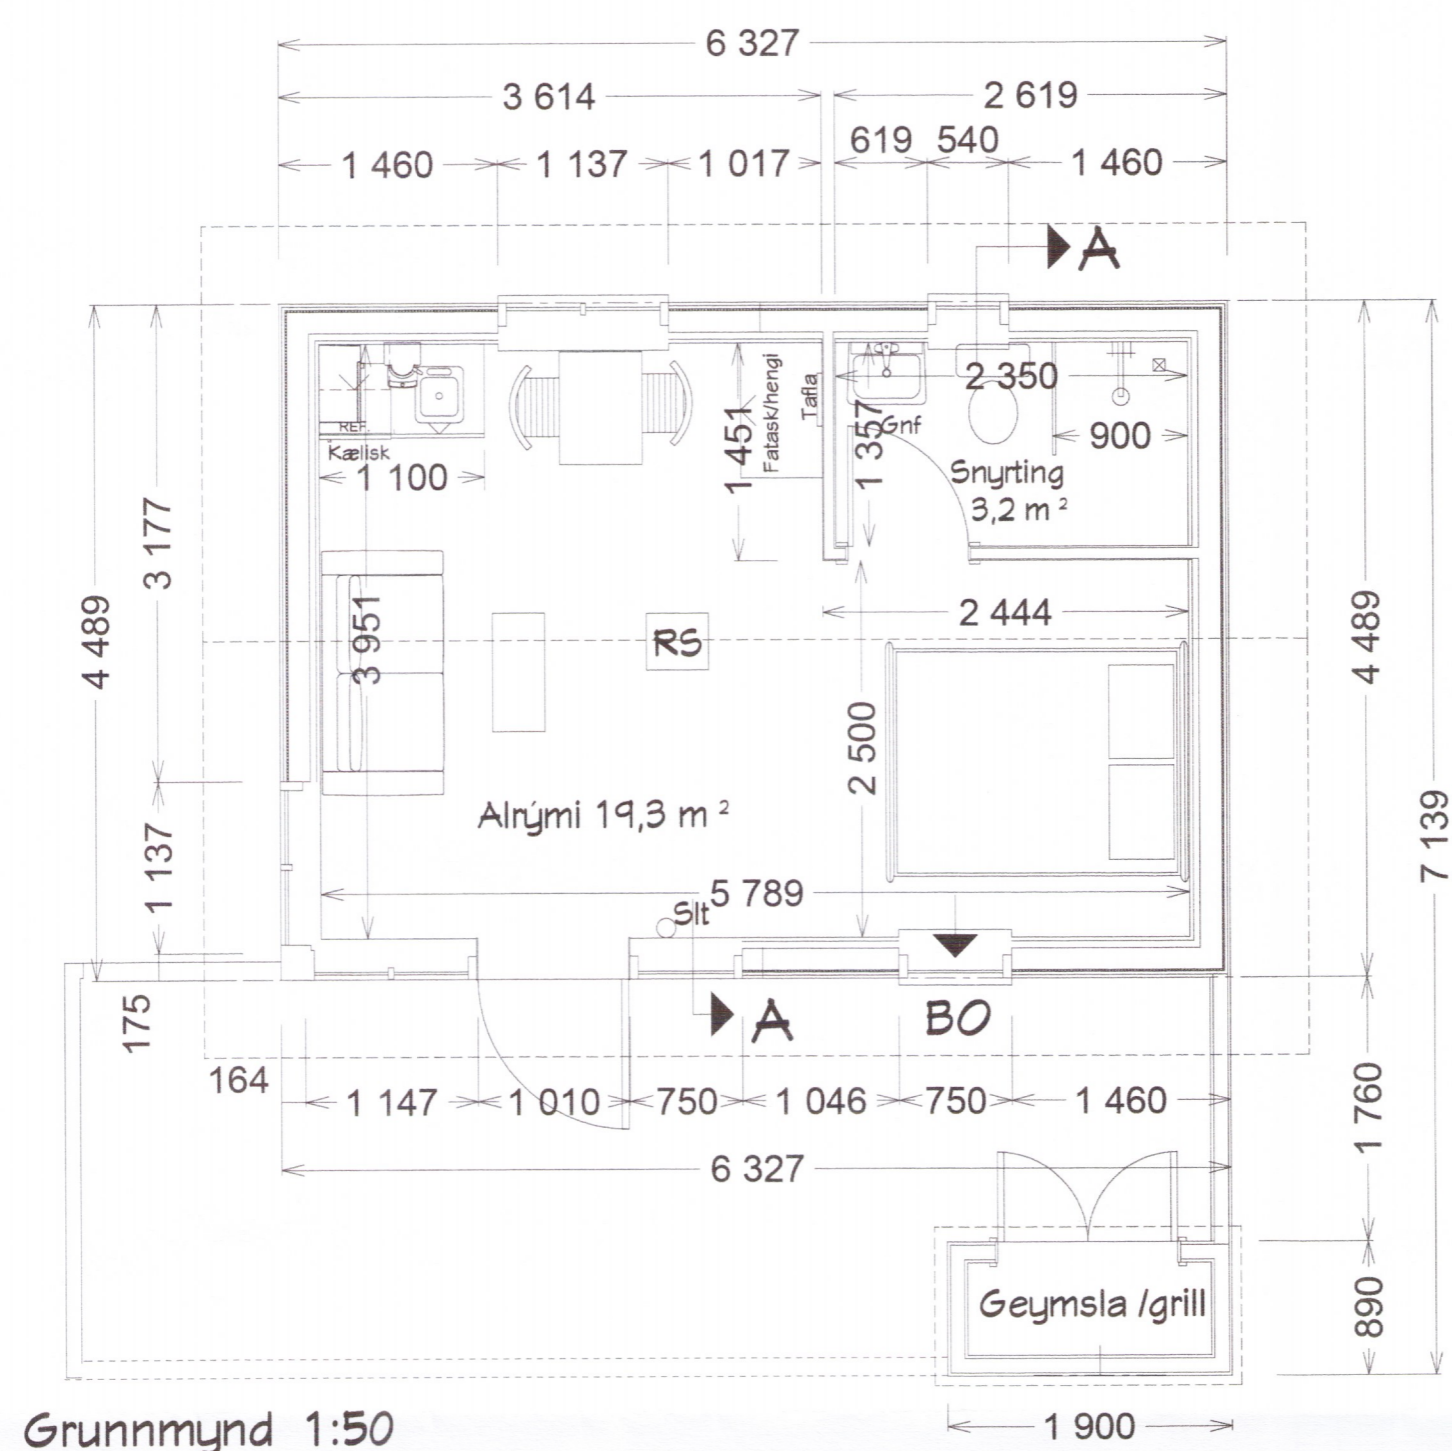 6 327
3 614
2 619
619
540
1 460
1 137
1 017
1 460
A
REF.
Kælisk
1 100
1 451
Fatask/hengi
Tafla
1 357
Gnf
2 350
900
Snyrting
3,2 m²
3 177
4 489
3 951
RS
2 444
2 500
4 489
7 139
Alrými 19,3 m²
1 137
5 789
Slt
175
A
BO
164
1 147
1 010
750
1 046
750
1 460
1 760
6 327
Geymsla /grill
890
1 900
Grunnmynd 1:50